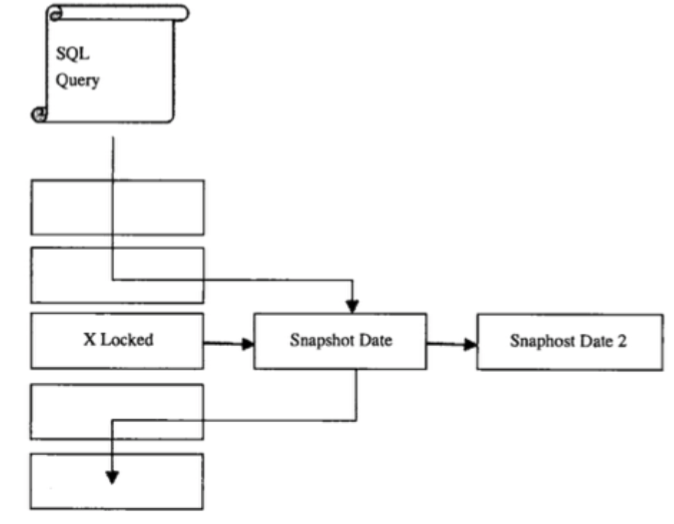 SQL
Query
X Locked
Snapshot Date
Snaphost Date 2